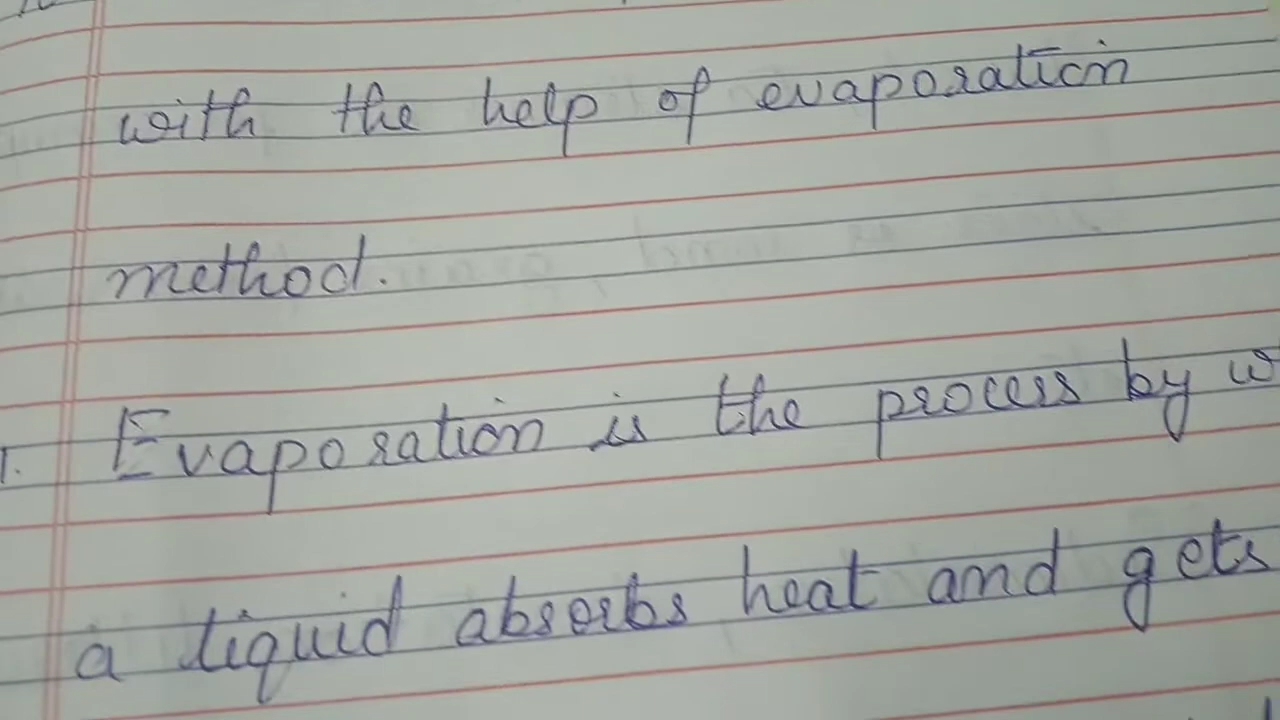 with the help of evaporation
method.
1. Evaporation is the process by w
a liquid absorbs heat and gets